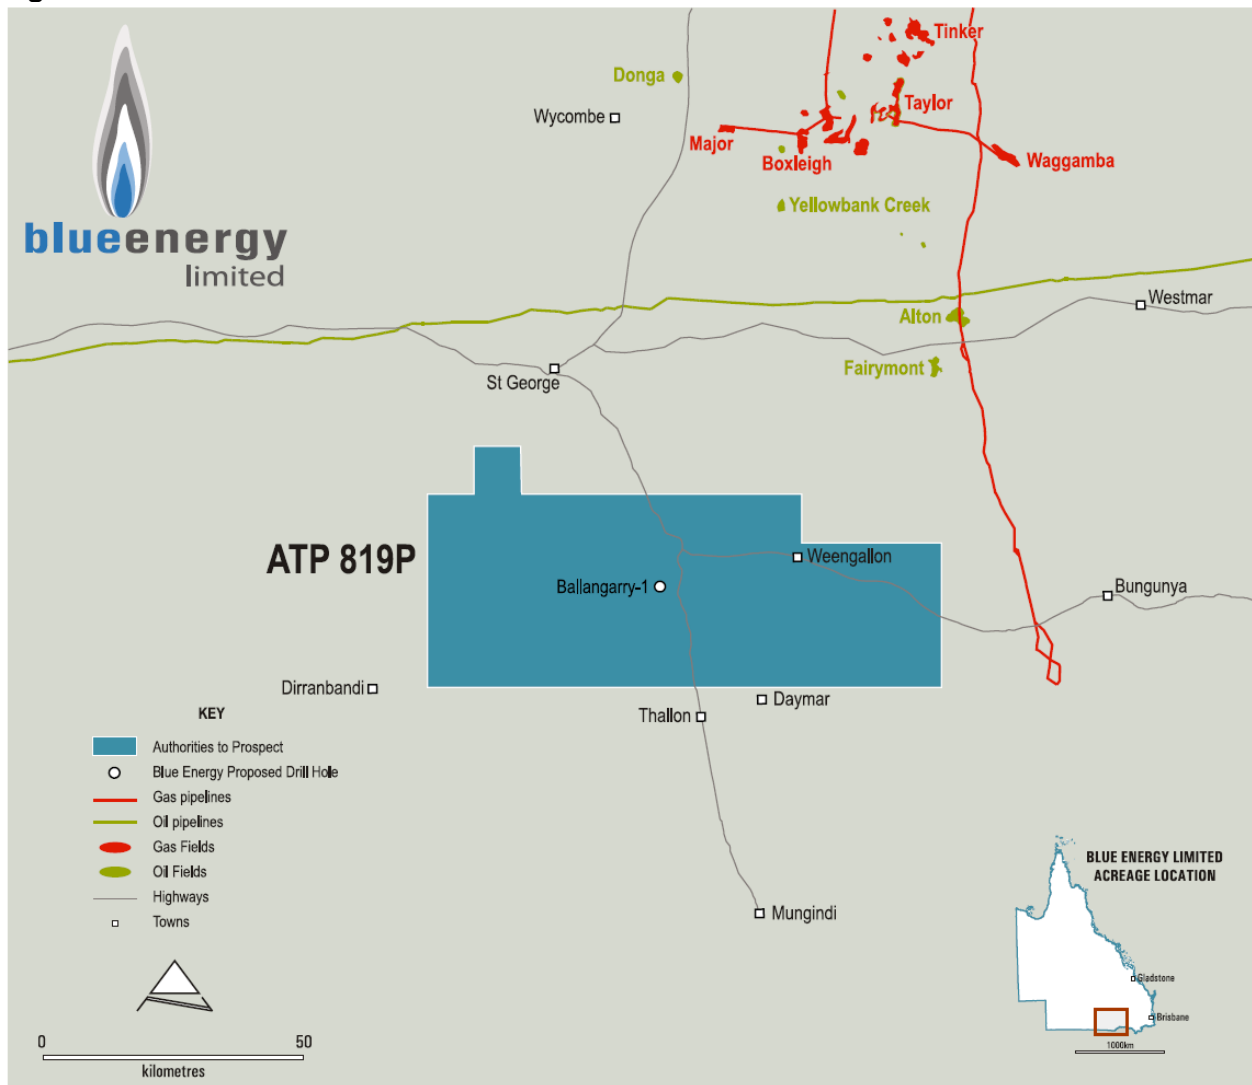 Tinker
Donga
Taylor
Wycombe
Major
Boxleigh
Waggamba
Yellowbank Creek
blueenergy
limited
Westmar
Alton
St George
Fairymont
ATP 819P
Weengallon
Ballangarry-1
Bungunya
Dirranbandi
Daymar
Thallon
KEY
Authorities to Prospect
Blue Energy Proposed Drill Hole
Gas pipelines
Oil pipelines
Gas Fields
Oil Fields
Highways
Towns
Mungindi
BLUE ENERGY LIMITED
ACREAGE LOCATION
Gladstone
Brisbane
1000km
0 50
kilometres